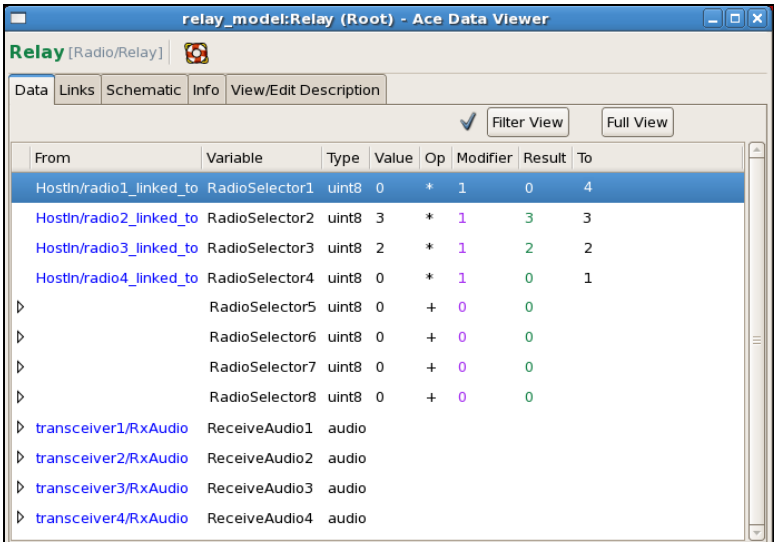 relay_model:Relay (Root) - Ace Data Viewer
Relay [Radio/Relay]
Data Links Schematic Info View/Edit Description
Filter View Full View
From Variable Type Value Op Modifier Result To
HostIn/radio1_linked_to RadioSelector1 uint8 0 * 1 0 4
HostIn/radio2_linked_to RadioSelector2 uint8 3 * 1 3 3
HostIn/radio3_linked_to RadioSelector3 uint8 2 * 1 2 2
HostIn/radio4_linked_to RadioSelector4 uint8 0 * 1 0 1
RadioSelector5 uint8 0 + 0 0
RadioSelector6 uint8 0 + 0 0
RadioSelector7 uint8 0 + 0 0
RadioSelector8 uint8 0 + 0 0
transceiver1/RxAudio ReceiveAudio1 audio
transceiver2/RxAudio ReceiveAudio2 audio
transceiver3/RxAudio ReceiveAudio3 audio
transceiver4/RxAudio ReceiveAudio4 audio